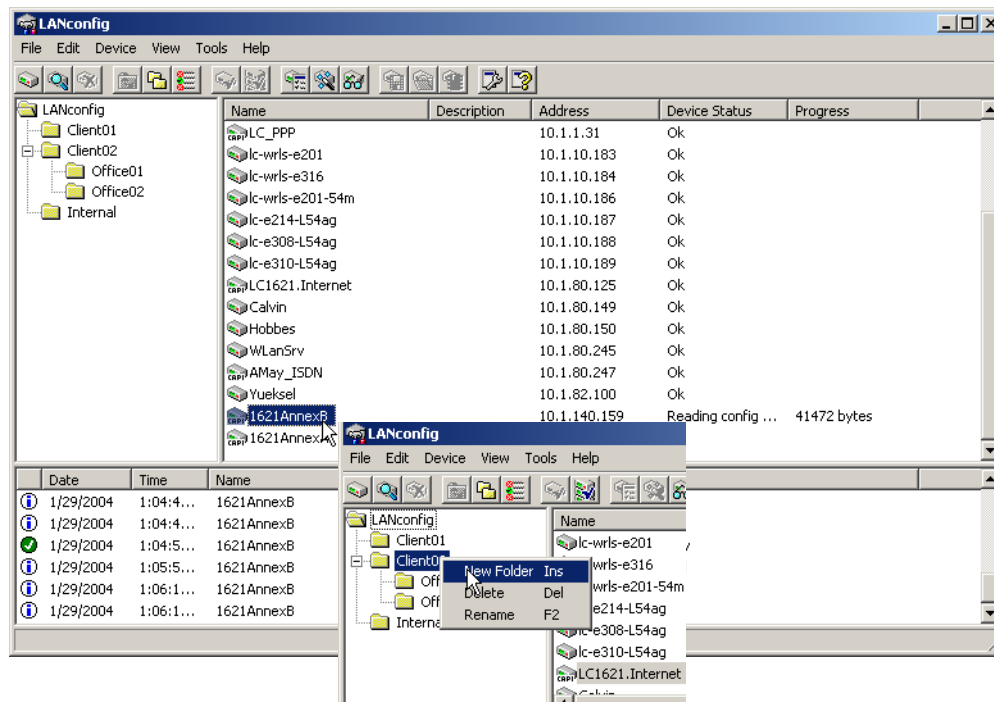 LANconfig
File Edit Device View Tools Help
LANconfig
Client01
Client02
Office01
Office02
Internal
Name Description Address Device Status Progress
LC_PPP 10.1.1.31 Ok
lc-wrls-e201 10.1.10.183 Ok
lc-wrls-e316 10.1.10.184 Ok
lc-wrls-e201-54m 10.1.10.186 Ok
lc-e214-L54ag 10.1.10.187 Ok
lc-e308-L54ag 10.1.10.188 Ok
lc-e310-L54ag 10.1.10.189 Ok
LC1621.Internet 10.1.80.125 Ok
Calvin 10.1.80.149 Ok
Hobbes 10.1.80.150 Ok
WLanSrv 10.1.80.245 Ok
AMay_ISDN 10.1.80.247 Ok
Yueksel 10.1.82.100 Ok
1621AnnexB 10.1.140.159 Reading config ... 41472 bytes
1621Annex
Date Time Name
1/29/2004 1:04:4... 1621AnnexB
1/29/2004 1:04:4... 1621AnnexB
1/29/2004 1:04:5... 1621AnnexB
1/29/2004 1:05:5... 1621AnnexB
1/29/2004 1:06:1... 1621AnnexB
1/29/2004 1:06:1... 1621AnnexB
LANconfig
File Edit Device View Tools Help
LANconfig
Client01
Client0
Off
Off
Interna
New Folder Ins
Delete Del
Rename F2
Name
lc-wrls-e201
wrls-e316
wrls-e201-54m
e214-L54ag
lc-e308-L54ag
lc-e310-L54ag
LC1621.Internet